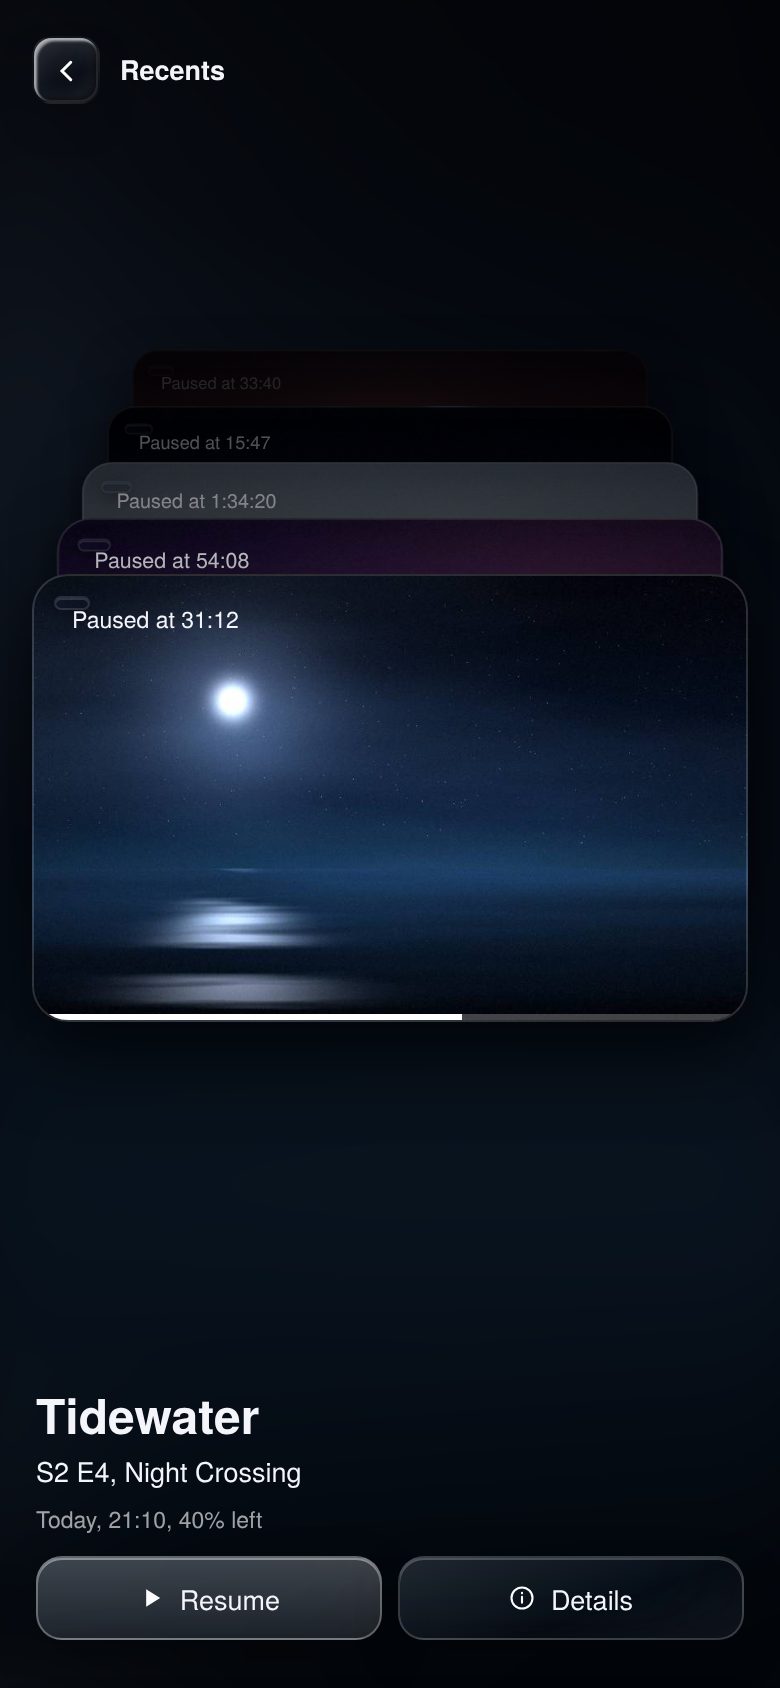 Recents
Paused at 33:40
Paused at 15:47
Paused at 1:34:20
Paused at 54:08
Paused at 31:12
Tidewater
S2 E4, Night Crossing
Today, 21:10, 40% left
Resume
Details